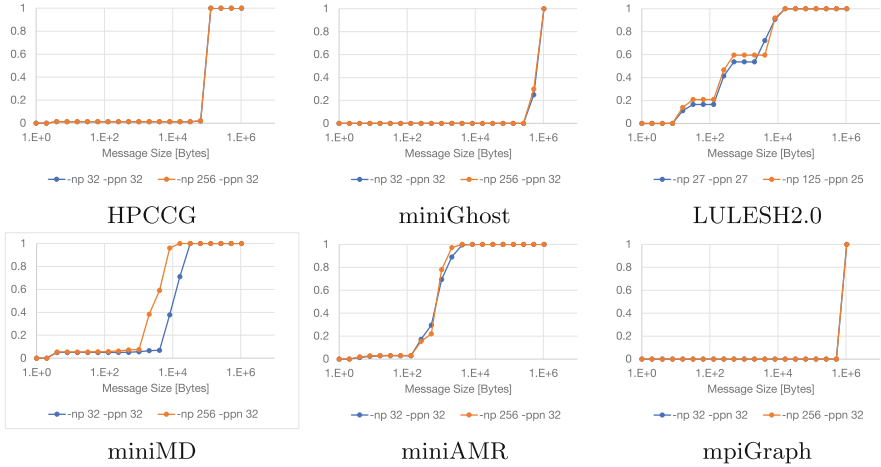 1
0.8
0.6
0.4
0.2
0
1.E+0 1.E+2 1.E+4 1.E+6
Message Size [Bytes]
-np 32 -ppn 32 -np 256 -ppn 32
HPCCG
1
0.8
0.6
0.4
0.2
0
1.E+0 1.E+2 1.E+4 1.E+6
Message Size [Bytes]
-np 32 -ppn 32 -np 256 -ppn 32
miniGhost
1
0.8
0.6
0.4
0.2
0
1.E+0 1.E+2 1.E+4 1.E+6
Message Size [Bytes]
-np 27 -ppn 27 -np 125 -ppn 25
LULESH2.0
1
0.8
0.6
0.4
0.2
0
1.E+0 1.E+2 1.E+4 1.E+6
Message Size [Bytes]
-np 32 -ppn 32 -np 256 -ppn 32
miniMD
1
0.8
0.6
0.4
0.2
0
1.E+0 1.E+2 1.E+4 1.E+6
Message Size [Bytes]
-np 32 -ppn 32 -np 256 -ppn 32
miniAMR
1
0.8
0.6
0.4
0.2
0
1.E+0 1.E+2 1.E+4 1.E+6
Message Size [Bytes]
-np 32 -ppn 32 -np 256 -ppn 32
mpiGraph